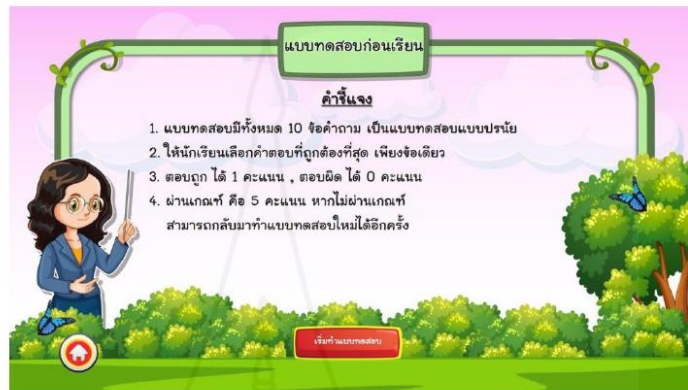 แบบทดสอบก่อนเรียน
คำชี้แจง
1. แบบทดสอบมีทั้งหมด 10 ข้อคำถาม เป็นแบบทดสอบแบบปรนัย
2. ให้นักเรียนเลือกคำตอบที่ถูกต้องที่สุด เพียงข้อเดียว
3. ตอบถูก ได้ 1 คะแนน , ตอบผิด ได้ 0 คะแนน
4. ผ่านเกณฑ์ คือ 5 คะแนน หากไม่ผ่านเกณฑ์
สามารถกลับมาทำแบบทดสอบใหม่ได้อีกครั้ง
เริ่มทำแบบทดสอบ